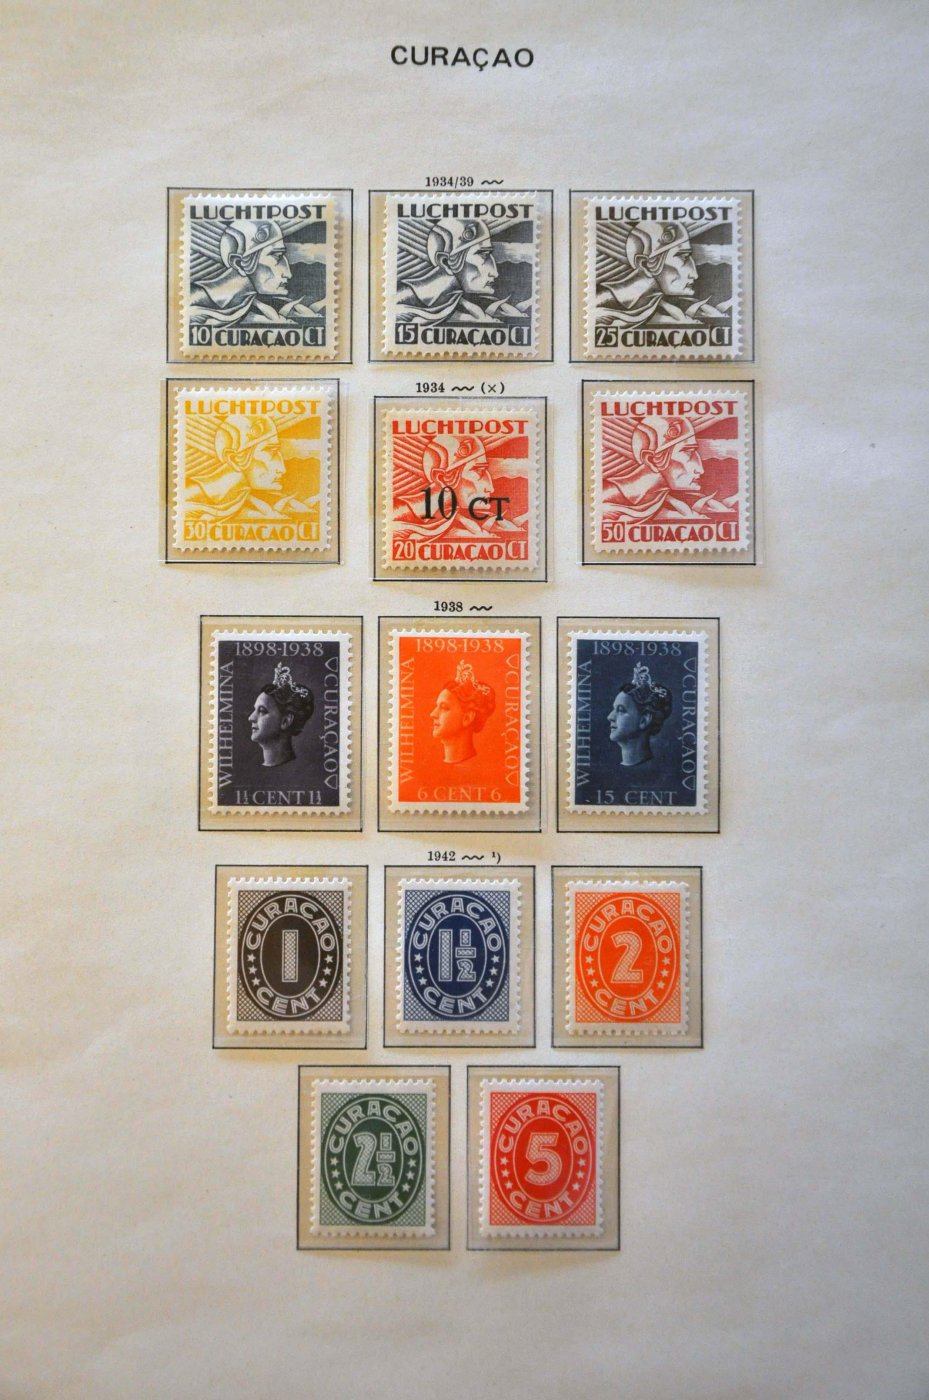 CURAÇAO
1934/39
LUCHTPOST
10 CURAÇAO CT
LUCHTPOST
15 CURAÇAO CT
LUCHTPOST
25 CURAÇAO CT
1934 (×)
LUCHTPOST
30 CURAÇAO CT
LUCHTPOST
10 CT
20 CURAÇAO CT
LUCHTPOST
50 CURAÇAO CT
1938
1898-1938
WILHELMINA
CURAÇAO
1½ CENT 1½
1898-1938
WILHELMINA
CURAÇAO
6 CENT 6
1898-1938
WILHELMINA
CURAÇAO
15 CENT
1942 ¹)
CURAÇAO
1
CENT
CURAÇAO
1½
CENT
CURAÇAO
2
CENT
CURAÇAO
2½
CENT
CURAÇAO
5
CENT